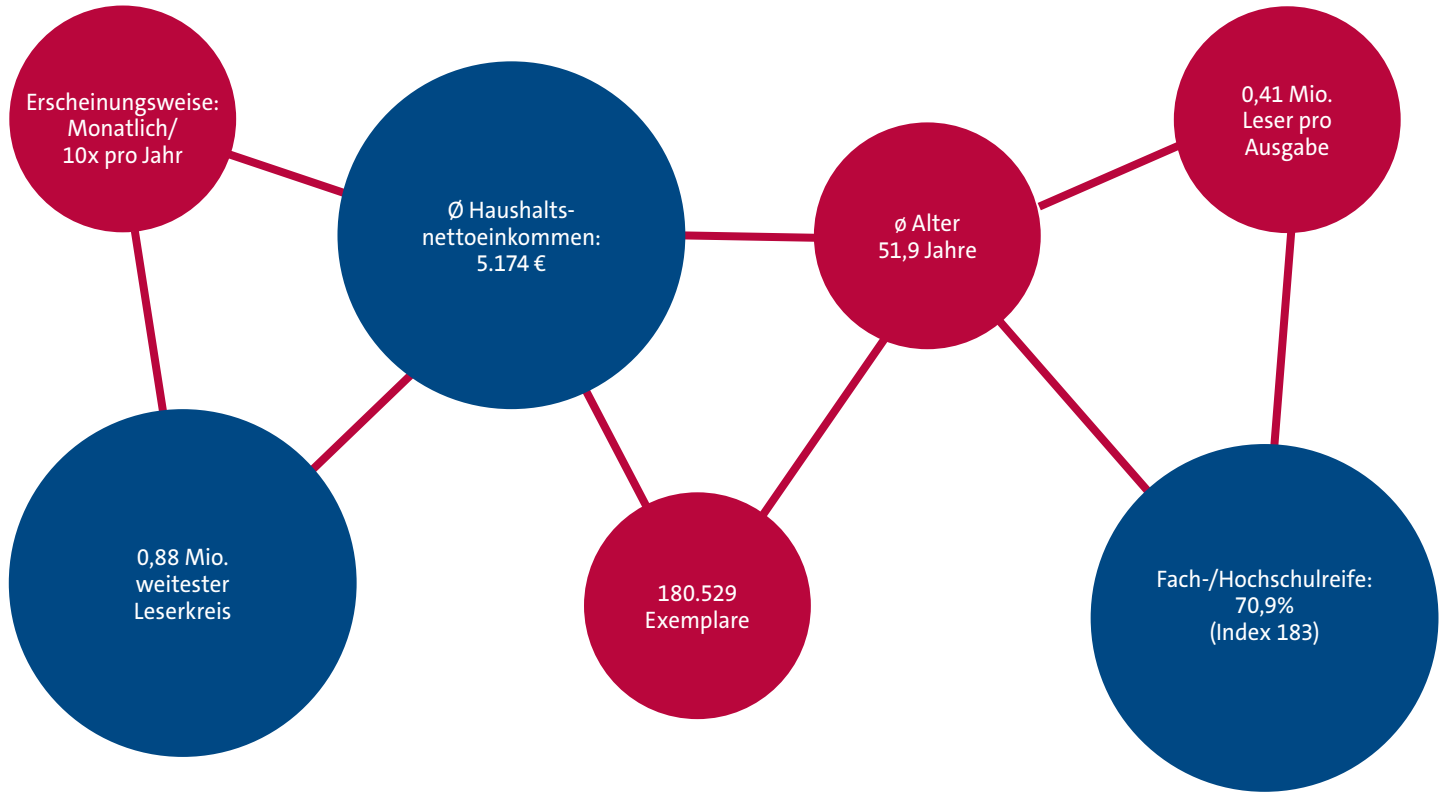 Erscheinungsweise:
Monatlich/
10x pro Jahr
Ø Haushalts-
nettoeinkommen:
5.174 €
ø Alter
51,9 Jahre
0,41 Mio.
Leser pro
Ausgabe
0,88 Mio.
weitester
Leserkreis
180.529
Exemplare
Fach-/Hochschulreife:
70,9%
(Index 183)